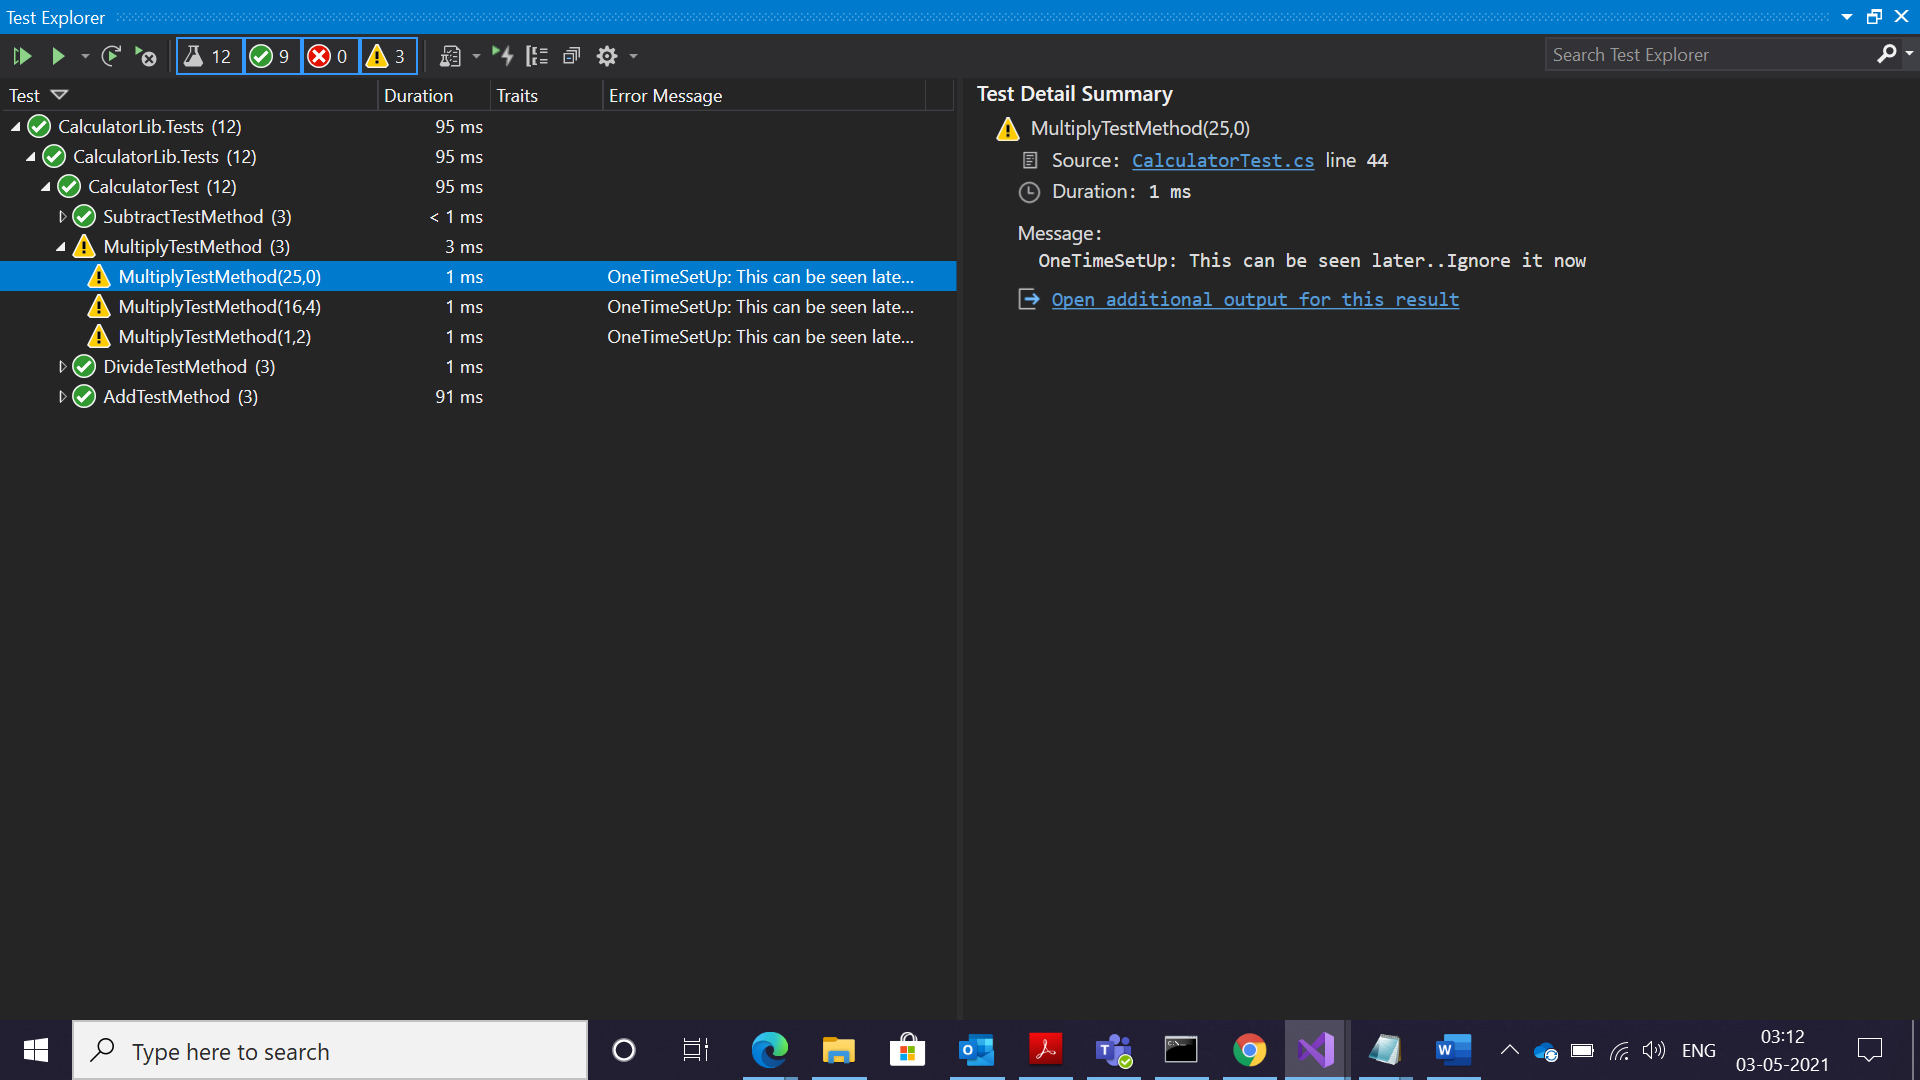 Test Explorer
12 9 0 3
Search Test Explorer
Test Duration Traits Error Message
CalculatorLib.Tests (12) 95 ms
CalculatorLib.Tests (12) 95 ms
CalculatorTest (12) 95 ms
SubtractTestMethod (3) < 1 ms
MultiplyTestMethod (3) 3 ms
MultiplyTestMethod(25,0) 1 ms OneTimeSetUp: This can be seen late...
MultiplyTestMethod(16,4) 1 ms OneTimeSetUp: This can be seen late...
MultiplyTestMethod(1,2) 1 ms OneTimeSetUp: This can be seen late...
DivideTestMethod (3) 1 ms
AddTestMethod (3) 91 ms
Test Detail Summary
MultiplyTestMethod(25,0)
Source: CalculatorTest.cs line 44
Duration: 1 ms
Message:
OneTimeSetUp: This can be seen later..Ignore it now
Open additional output for this result
Type here to search
ENG
03:12
03-05-2021